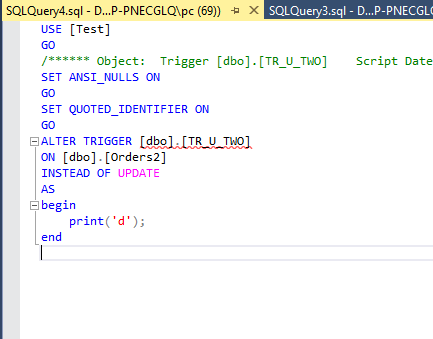 SQLQuery4.sql - D...P-PNECGLQ\pc (69)) SQLQuery3.sql - D...P-PNECGLQ
USE [Test]
GO
/****** Object:  Trigger [dbo].[TR_U_TWO]    Script Date
SET ANSI_NULLS ON
GO
SET QUOTED_IDENTIFIER ON
GO
ALTER TRIGGER [dbo].[TR_U_TWO]
ON [dbo].[Orders2]
INSTEAD OF UPDATE
AS
begin
    print('d');
end